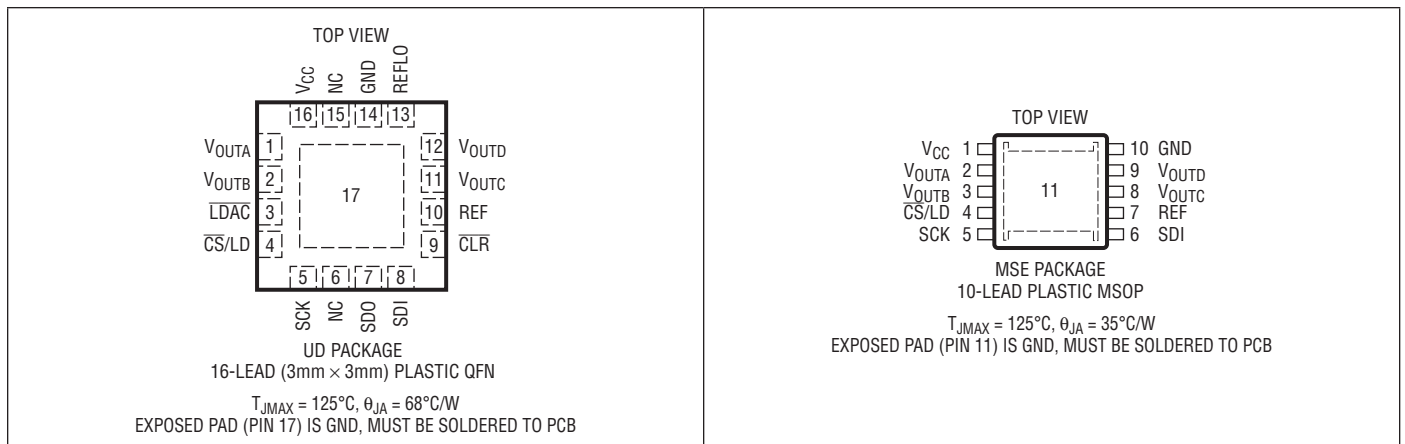 TOP VIEW
VCC NC GND REFLO
16 15 14 13
VOUTA 1 12 VOUTD
VOUTB 2 11 VOUTC
17
L̅D̅A̅C̅ 3 10 REF
C̅S̅/LD 4 9 C̅L̅R̅
5 6 7 8
SCK NC SDO SDI
UD PACKAGE
16-LEAD (3mm × 3mm) PLASTIC QFN
TJMAX = 125°C, θJA = 68°C/W
EXPOSED PAD (PIN 17) IS GND, MUST BE SOLDERED TO PCB
TOP VIEW
VCC 1 10 GND
VOUTA 2 9 VOUTD
VOUTB 3 11 8 VOUTC
C̅S̅/LD 4 7 REF
SCK 5 6 SDI
MSE PACKAGE
10-LEAD PLASTIC MSOP
TJMAX = 125°C, θJA = 35°C/W
EXPOSED PAD (PIN 11) IS GND, MUST BE SOLDERED TO PCB